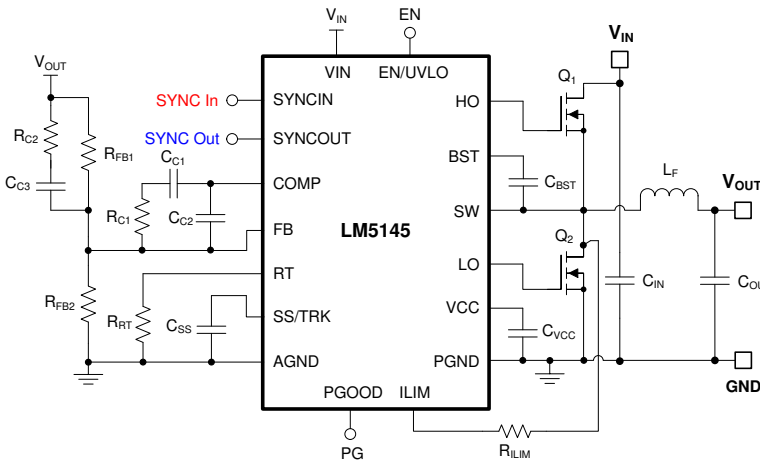 VIN
EN
VIN
VOUT
VIN
EN/UVLO
Q1
SYNC In
SYNCIN
HO
SYNC Out
SYNCOUT
RC2
RFB1
CC1
BST
CC3
COMP
CBST
LF
VOUT
RC1
CC2
SW
FB
LM5145
Q2
RT
LO
RFB2
RRT
CSS
SS/TRK
VCC
CIN
COU
CVCC
AGND
PGND
GND
PGOOD
ILIM
PG
RILIM